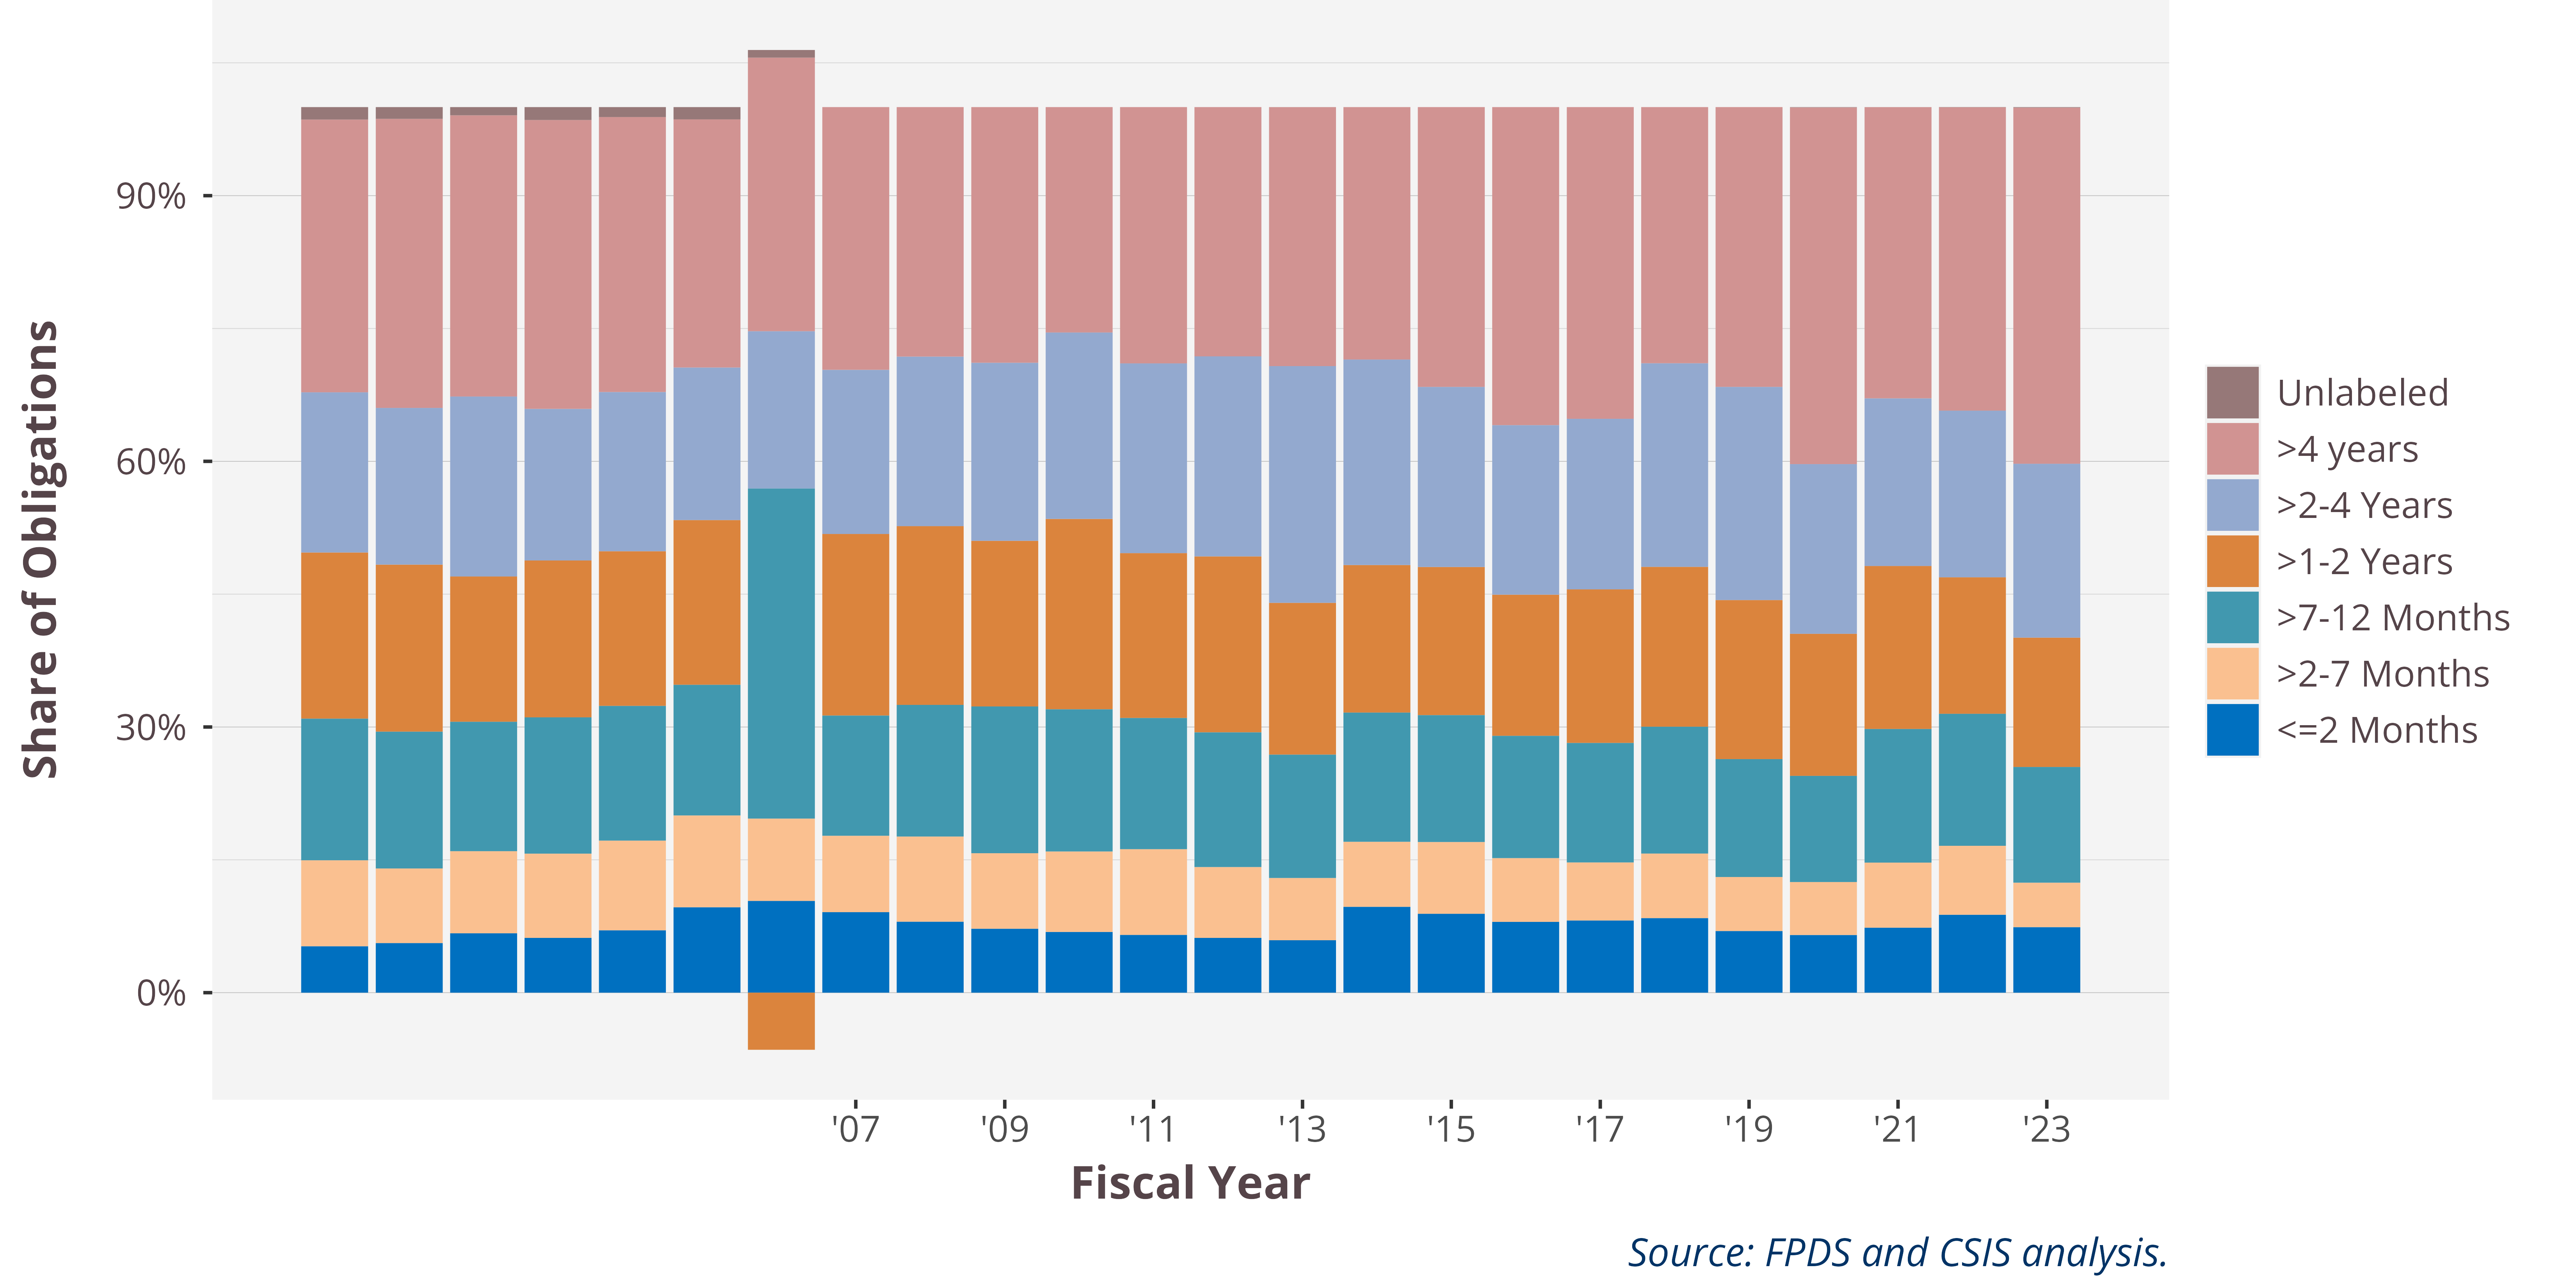 Share of Obligations
90%
60%
30%
0%
'07 '09 '11 '13 '15 '17 '19 '21 '23
Fiscal Year
Unlabeled
>4 years
>2-4 Years
>1-2 Years
>7-12 Months
>2-7 Months
<=2 Months
Source: FPDS and CSIS analysis.